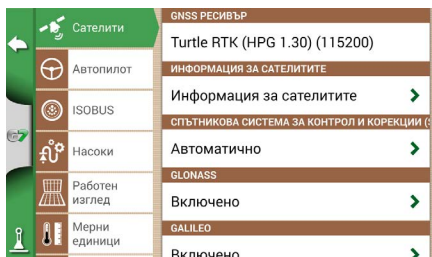 Сателити
Автопилот
ISOBUS
Насоки
Работен
изглед
Мерни
единици
GNSS РЕСИВЪР
Turtle RTK (HPG 1.30) (115200)
ИНФОРМАЦИЯ ЗА САТЕЛИТИТЕ
Информация за сателитите
СПЪТНИКОВА СИСТЕМА ЗА КОНТРОЛ И КОРЕКЦИИ (
Автоматично
GLONASS
Включено
GALILEO
Включено